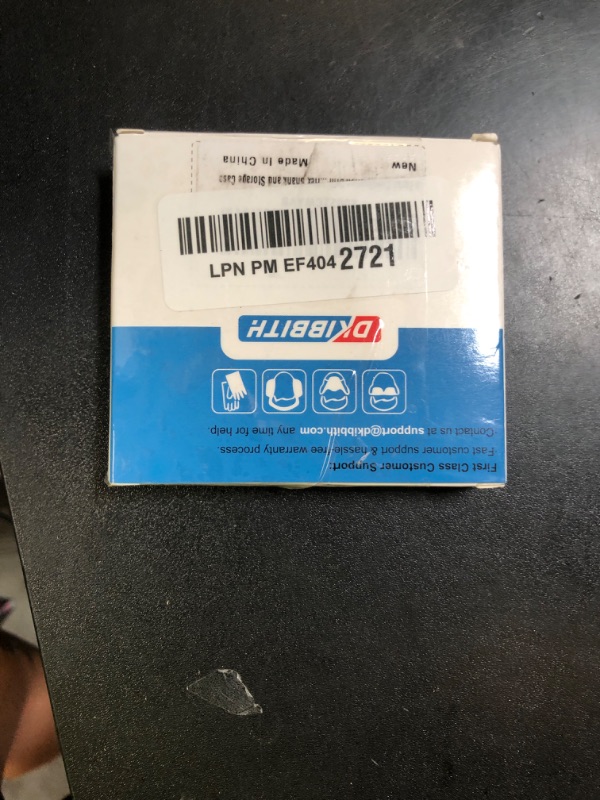 LPN PM EF404 2721
First Class Customer Support:
Fast customer support & hassle-free warranty process.
Contact us at support@dkibbith.com any time for help.
DKIBBITH
and Storage Case
New Made In China